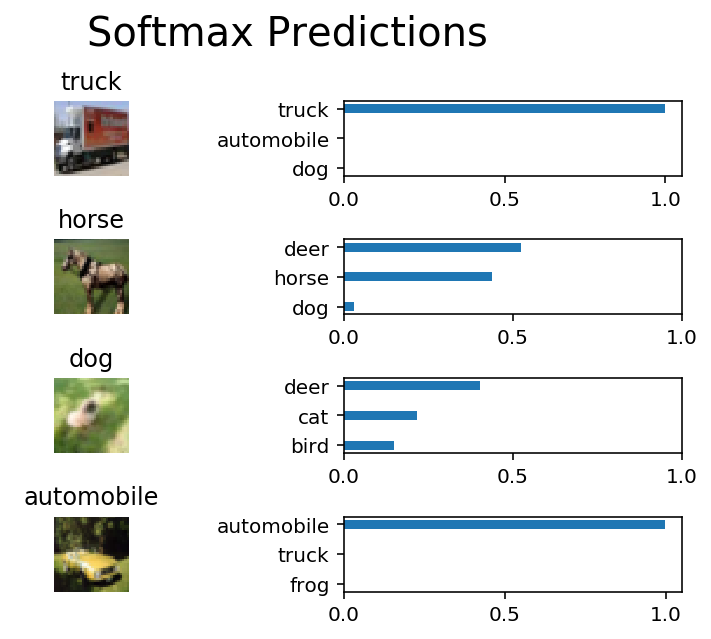 Softmax Predictions
truck
truck
automobile
dog
0.0 0.5 1.0
horse
deer
horse
dog
0.0 0.5 1.0
dog
deer
cat
bird
0.0 0.5 1.0
automobile
automobile
truck
frog
0.0 0.5 1.0